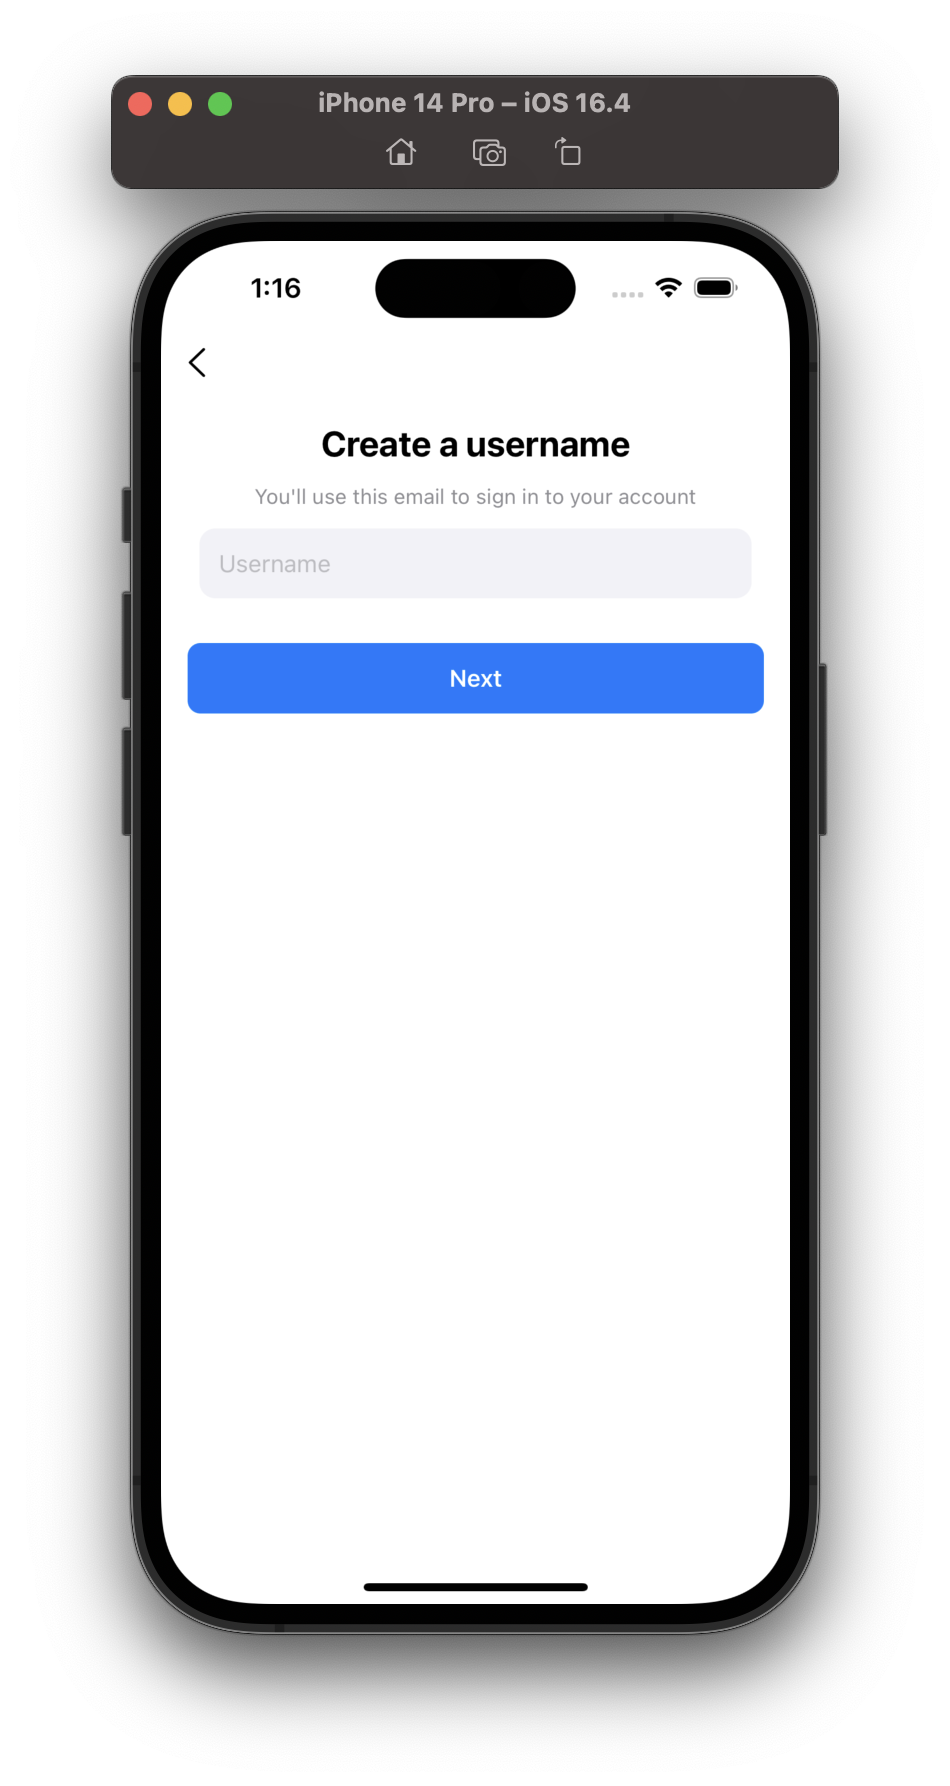 iPhone 14 Pro – iOS 16.4
1:16
Create a username
You'll use this email to sign in to your account
Username
Next